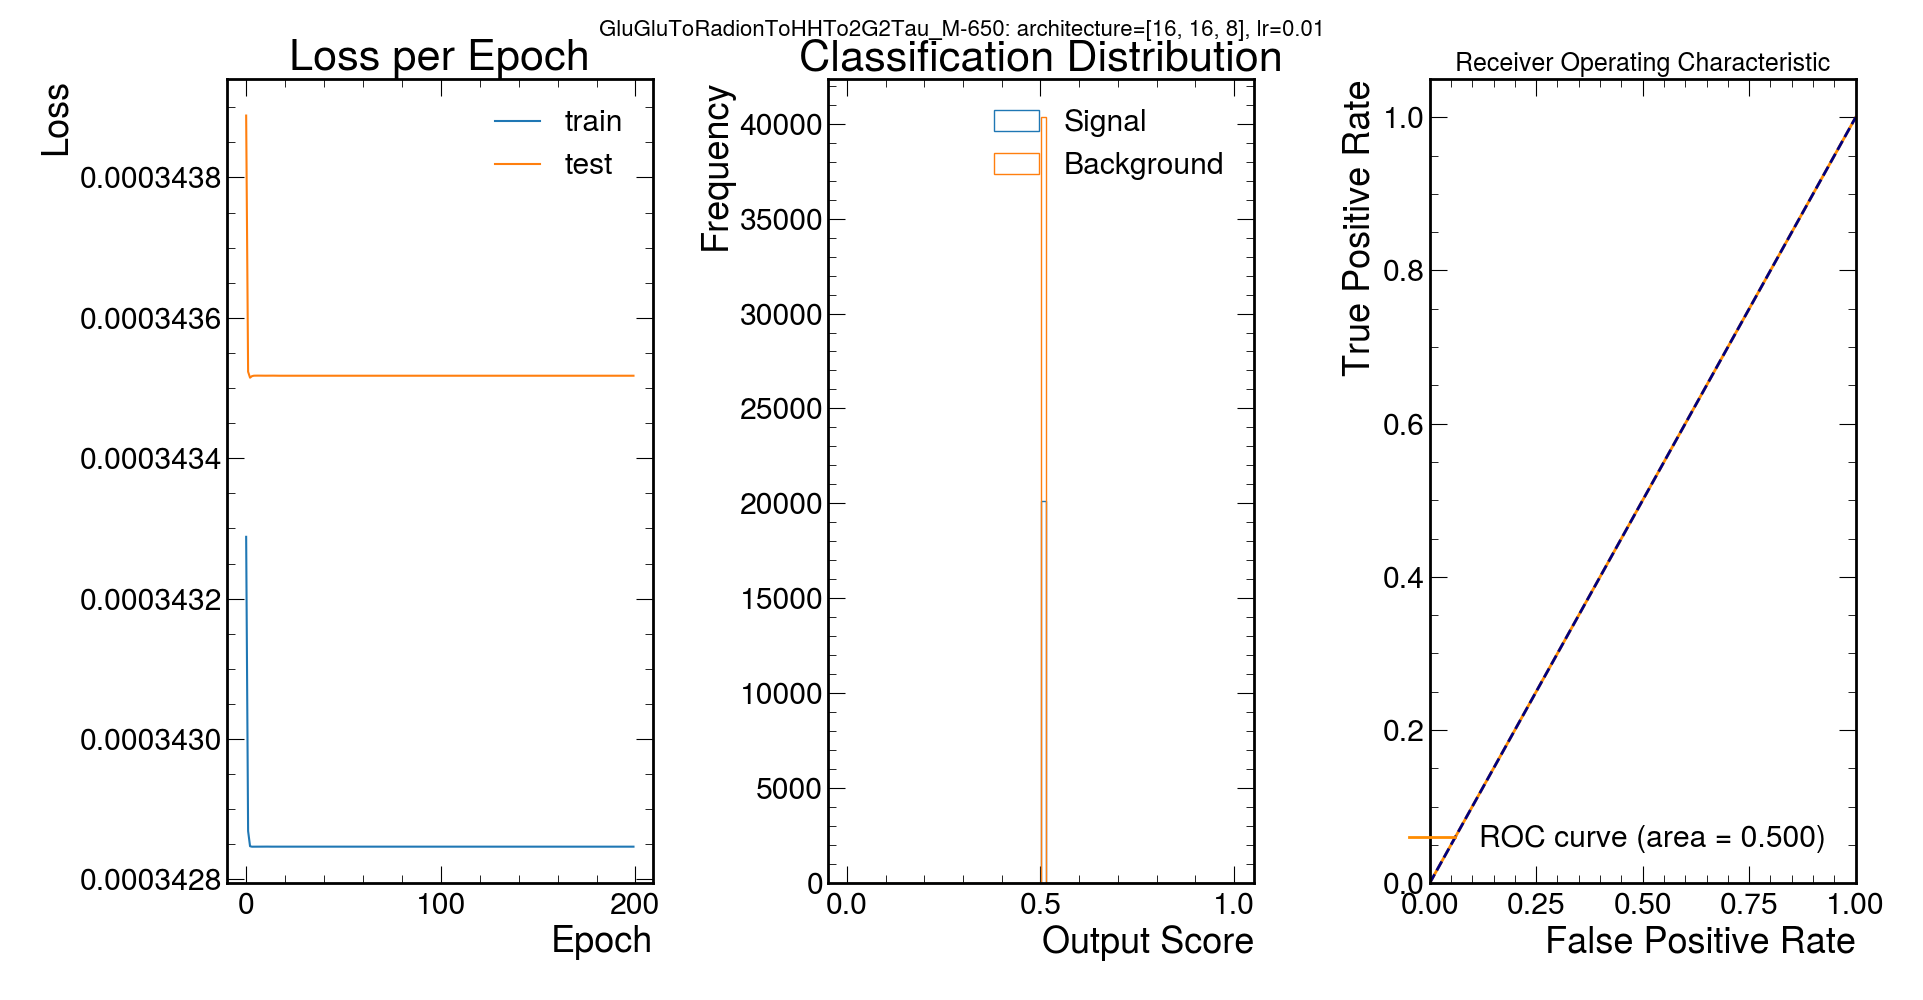 GluGluToRadionToHHTo2G2Tau_M-650: architecture=[16, 16, 8], lr=0.01
Loss per Epoch
Loss
train
test
0.0003438
0.0003436
0.0003434
0.0003432
0.0003430
0.0003428
0
100
200
Epoch
Classification Distribution
Frequency
Signal
Background
40000
35000
30000
25000
20000
15000
10000
5000
0
0.0
0.5
1.0
Output Score
Receiver Operating Characteristic
True Positive Rate
1.0
0.8
0.6
0.4
0.2
0.0
ROC curve (area = 0.500)
0.00
0.25
0.50
0.75
1.00
False Positive Rate